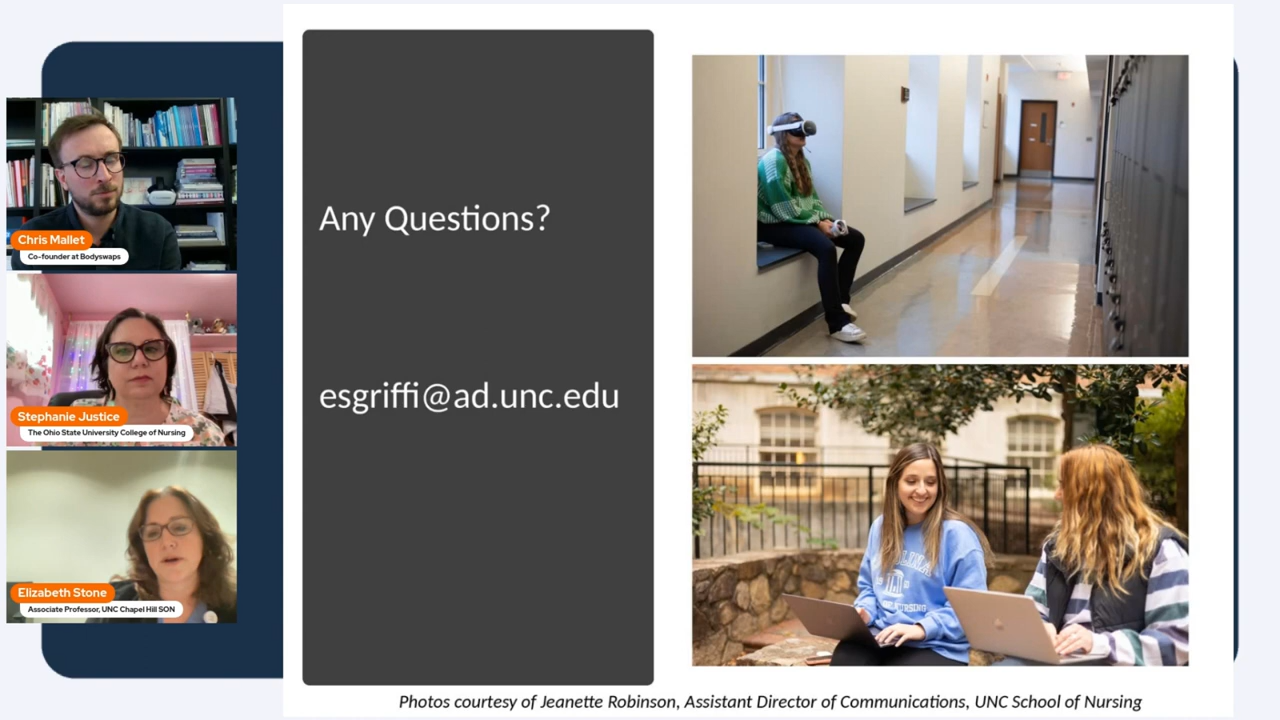 Chris Mallet
Co-founder at Bodyswaps
Stephanie Justice
The Ohio State University College of Nursing
Elizabeth Stone
Associate Professor, UNC Chapel Hill SON
Any Questions?
esgriffi@ad.unc.edu
NURSING
Photos courtesy of Jeanette Robinson, Assistant Director of Communications, UNC School of Nursing